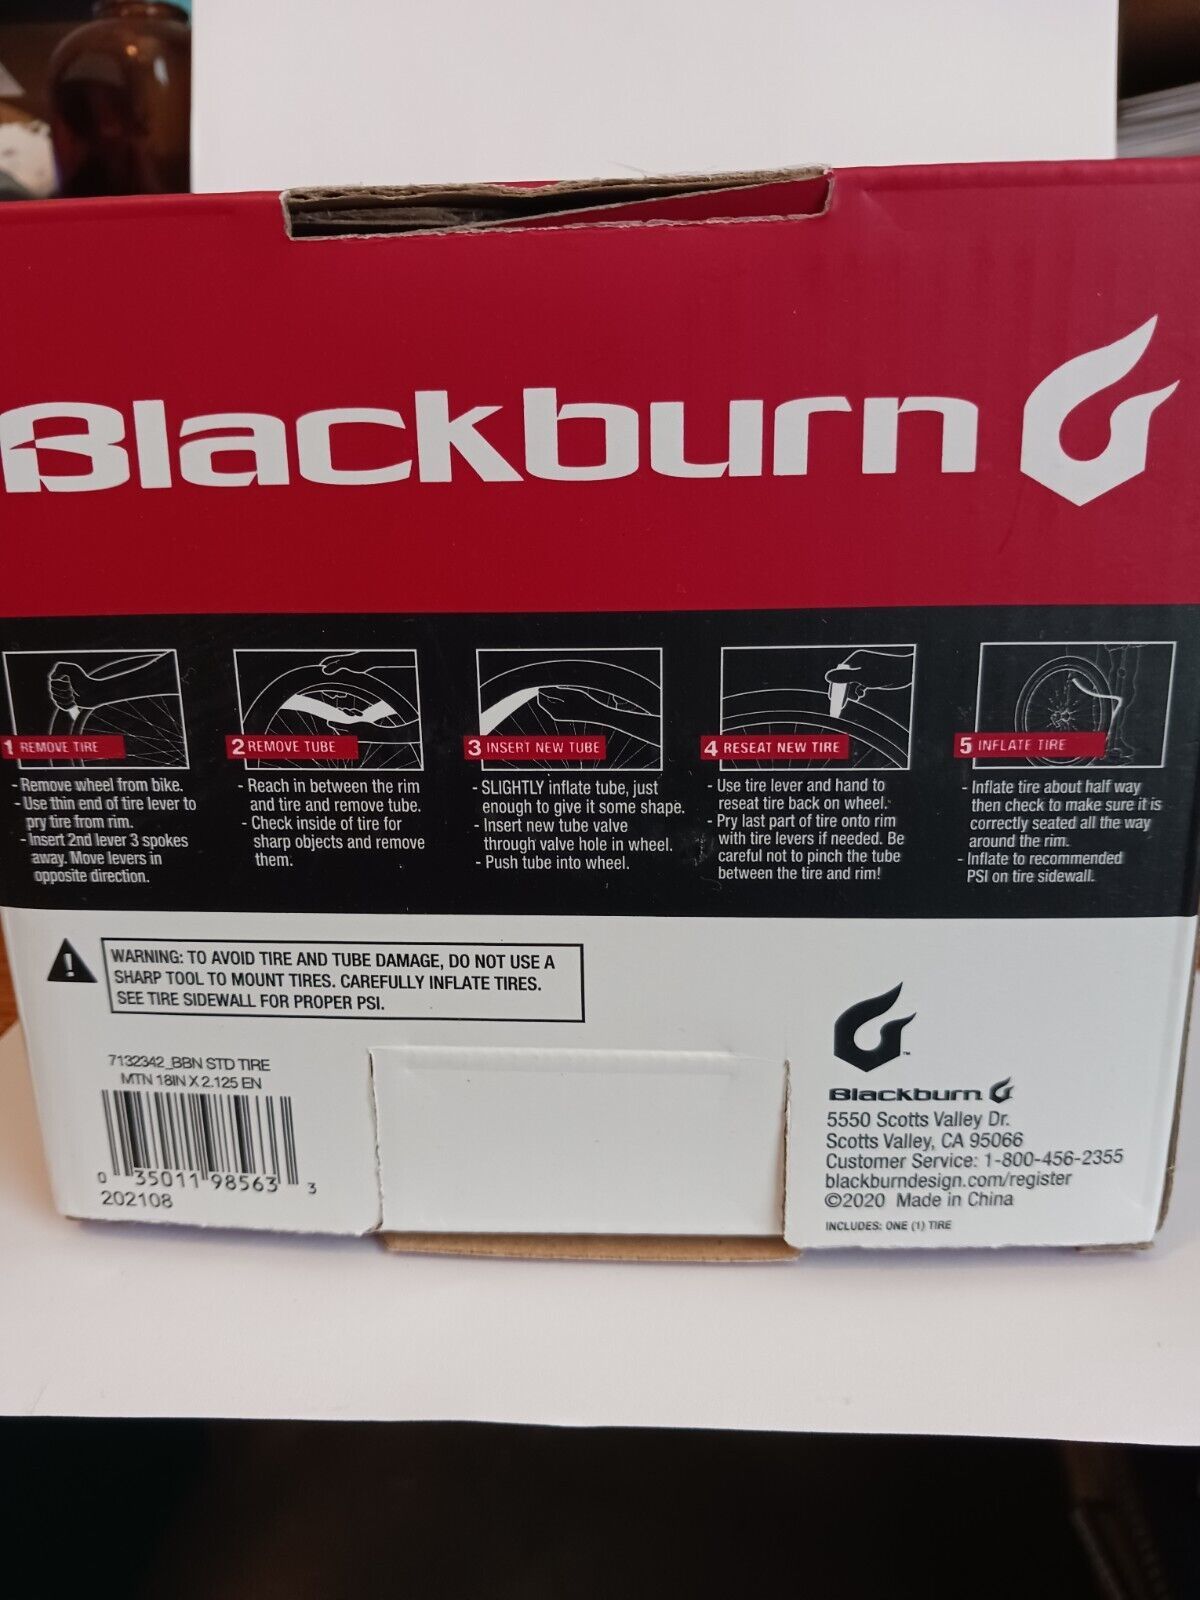 Blackburn
1 REMOVE TIRE
- Remove wheel from bike.
- Use thin end of tire lever to
pry tire from rim.
- Insert 2nd lever 3 spokes
away. Move levers in
opposite direction.
2 REMOVE TUBE
- Reach in between the rim
and tire and remove tube.
- Check inside of tire for
sharp objects and remove
them.
3 INSERT NEW TUBE
- SLIGHTLY inflate tube, just
enough to give it some shape.
- Insert new tube valve
through valve hole in wheel.
- Push tube into wheel.
4 RESEAT NEW TIRE
- Use tire lever and hand to
reseat tire back on wheel.
- Pry last part of tire onto rim
with tire levers if needed. Be
careful not to pinch the tube
between the tire and rim!
5 INFLATE TIRE
- Inflate tire about half way
then check to make sure it is
correctly seated all the way
around the rim.
- Inflate to recommended
PSI on tire sidewall.
WARNING: TO AVOID TIRE AND TUBE DAMAGE, DO NOT USE A
SHARP TOOL TO MOUNT TIRES. CAREFULLY INFLATE TIRES.
SEE TIRE SIDEWALL FOR PROPER PSI.
7132342_BBN STD TIRE
MTN 18IN X 2.125 EN
0 35011 98563 3
202108
TM
Blackburn
5550 Scotts Valley Dr.
Scotts Valley, CA 95066
Customer Service: 1-800-456-2355
blackburndesign.com/register
©2020 Made in China
INCLUDES: ONE (1) TIRE